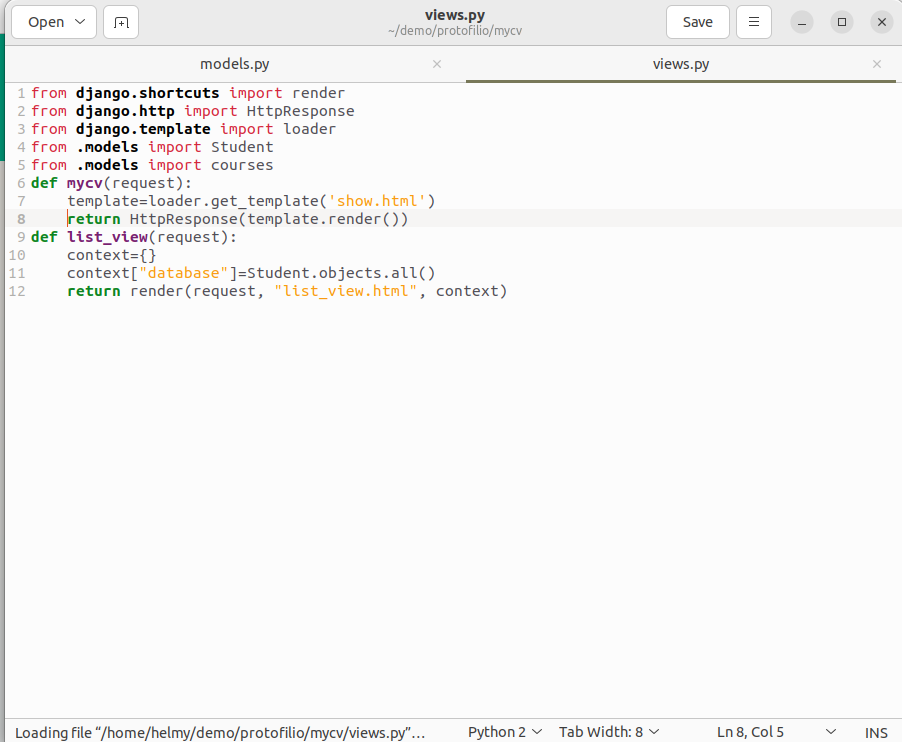 Open
views.py
~/demo/protofilio/mycv
Save
models.py
views.py
1 from django.shortcuts import render
2 from django.http import HttpResponse
3 from django.template import loader
4 from .models import Student
5 from .models import courses
6 def mycv(request):
7     template=loader.get_template('show.html')
8     return HttpResponse(template.render())
9 def list_view(request):
10     context={}
11     context["database"]=Student.objects.all()
12     return render(request, "list_view.html", context)
Loading file “/home/helmy/demo/protofilio/mycv/views.py”… Python 2 Tab Width: 8 Ln 8, Col 5 INS